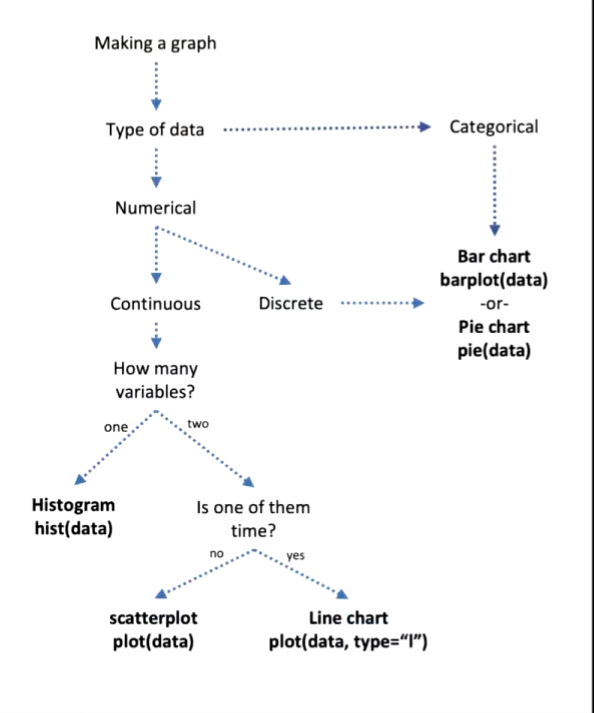 Making a graph
Type of data
Categorical
Numerical
Bar chart
barplot(data)
-or-
Pie chart
pie(data)
Continuous
Discrete
How many
variables?
one
two
Histogram
hist(data)
Is one of them
time?
no
yes
scatterplot
plot(data)
Line chart
plot(data, type=“l”)